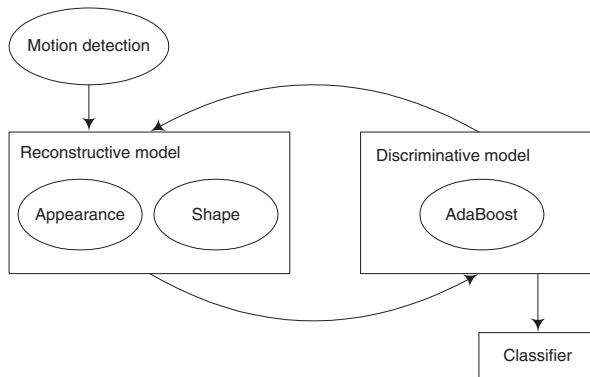 Motion detection
Reconstructive model
Discriminative model
Appearance
Shape
AdaBoost
Classifier